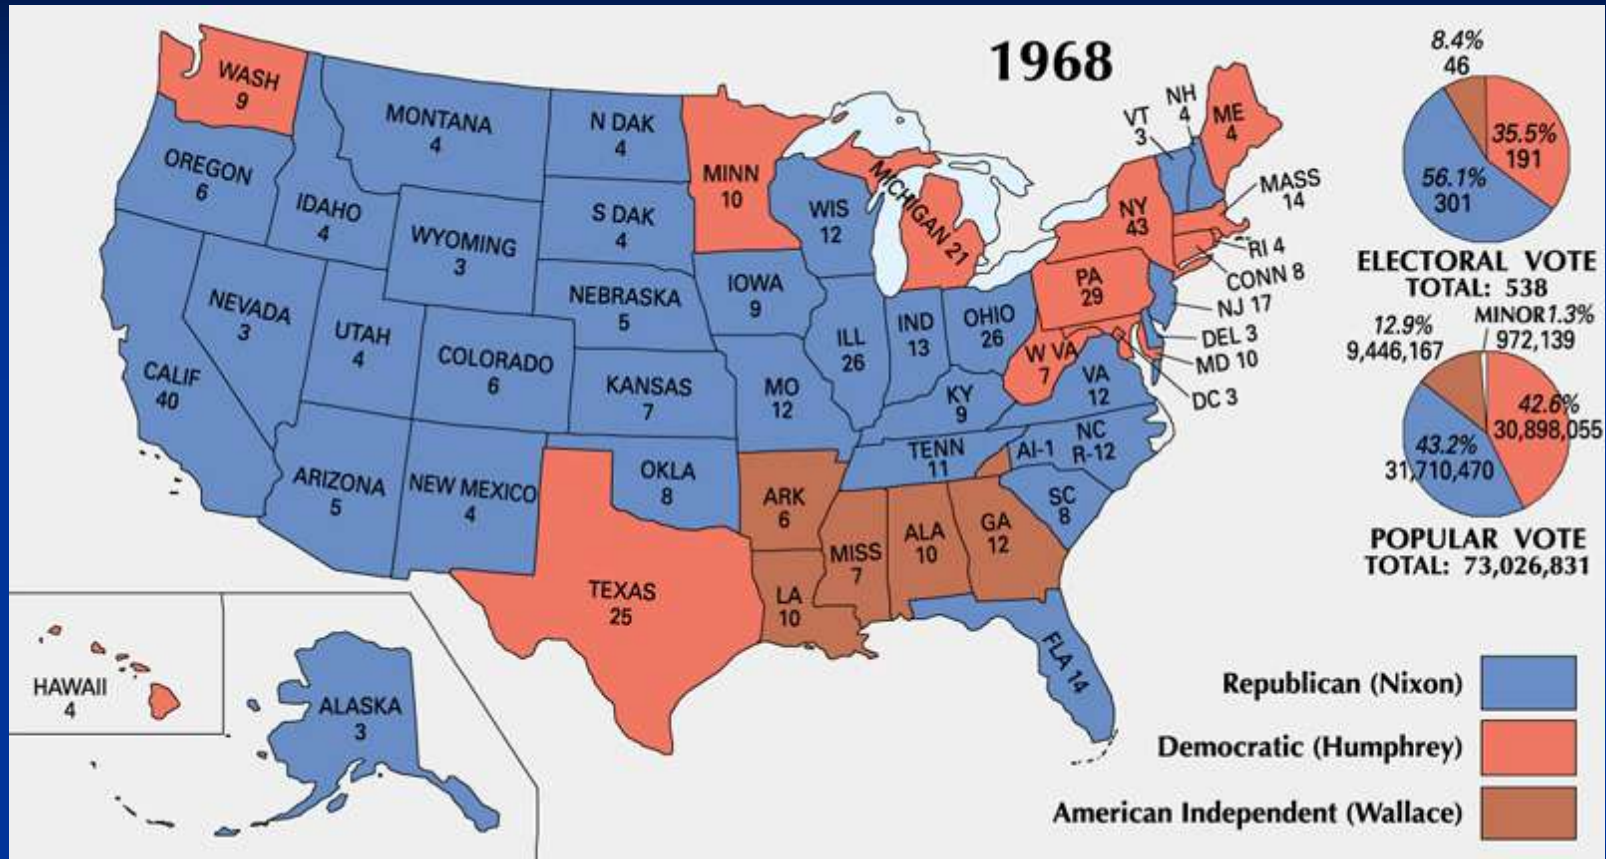 1968
WASH
9
OREGON
6
CALIF
40
NEVADA
3
IDAHO
4
MONTANA
4
WYOMING
3
UTAH
4
COLORADO
6
ARIZONA
5
NEW MEXICO
4
N DAK
4
S DAK
4
NEBRASKA
5
KANSAS
7
OKLA
8
TEXAS
25
MINN
10
IOWA
9
MO
12
ARK
6
LA
10
WIS
12
ILL
26
MICHIGAN 21
IND
13
OHIO
26
KY
9
TENN
11
MISS
7
ALA
10
GA
12
FLA 14
SC
8
AI-1
NC
R-12
VA
12
W VA
7
PA
29
NY
43
VT
3
NH
4
ME
4
MASS
14
RI 4
CONN 8
NJ 17
DEL 3
MD 10
DC 3
HAWAII
4
ALASKA
3
8.4%
46
35.5%
191
56.1%
301
ELECTORAL VOTE
TOTAL: 538
MINOR 1.3%
972,139
12.9%
9,446,167
42.6%
30,898,055
43.2%
31,710,470
POPULAR VOTE
TOTAL: 73,026,831
Republican (Nixon)
Democratic (Humphrey)
American Independent (Wallace)